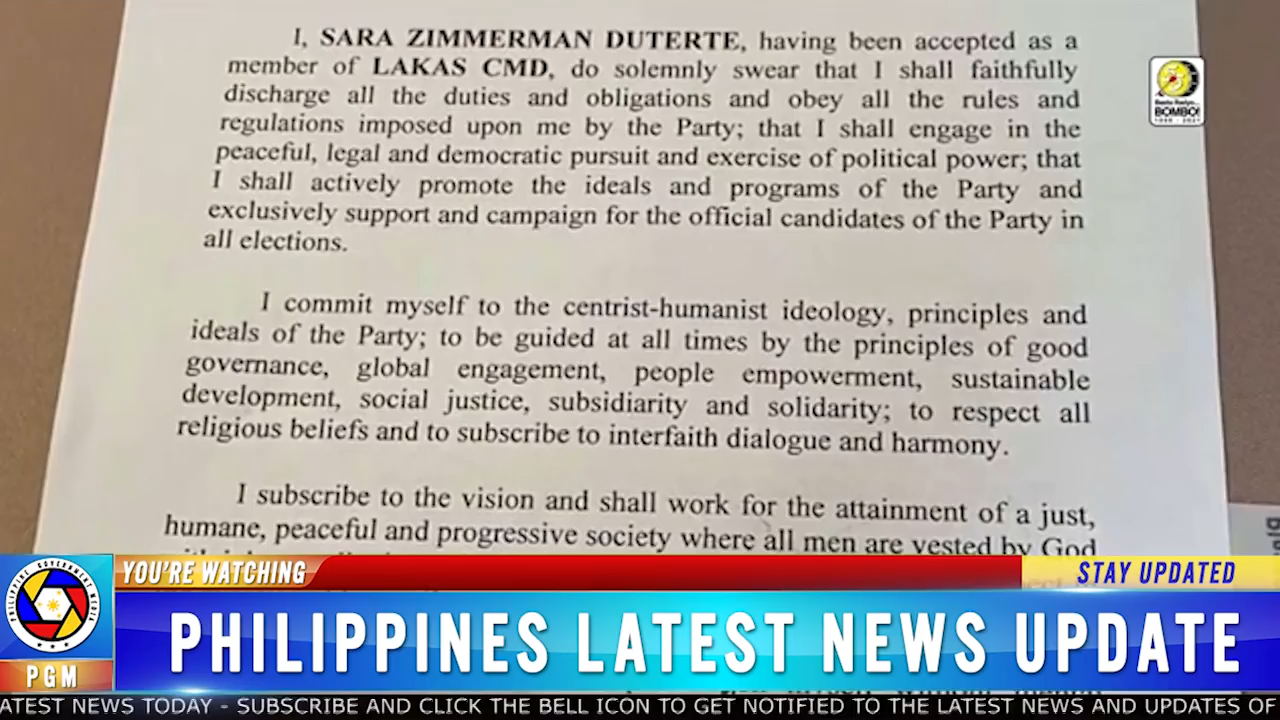 I, SARA ZIMMERMAN DUTERTE, having been accepted as a
member of LAKAS CMD, do solemnly swear that I shall faithfully
discharge all the duties and obligations and obey all the rules and
regulations imposed upon me by the Party; that I shall engage in the
peaceful, legal and democratic pursuit and exercise of political power; that
I shall actively promote the ideals and programs of the Party and
exclusively support and campaign for the official candidates of the Party in
all elections.
I commit myself to the centrist-humanist ideology, principles and
ideals of the Party; to be guided at all times by the principles of good
governance, global engagement, people empowerment, sustainable
development, social justice, subsidiarity and solidarity; to respect all
religious beliefs and to subscribe to interfaith dialogue and harmony.
I subscribe to the vision and shall work for the attainment of a just,
humane, peaceful and progressive society where all men are vested by God
Basta Radyo...
BOMBO!
PHILIPPINE GOVERNMENT MEDIA
PGM
YOU'RE WATCHING
STAY UPDATED
PHILIPPINES LATEST NEWS UPDATE
ATEST NEWS TODAY - SUBSCRIBE AND CLICK THE BELL ICON TO GET NOTIFIED TO THE LATEST NEWS AND UPDATES OF